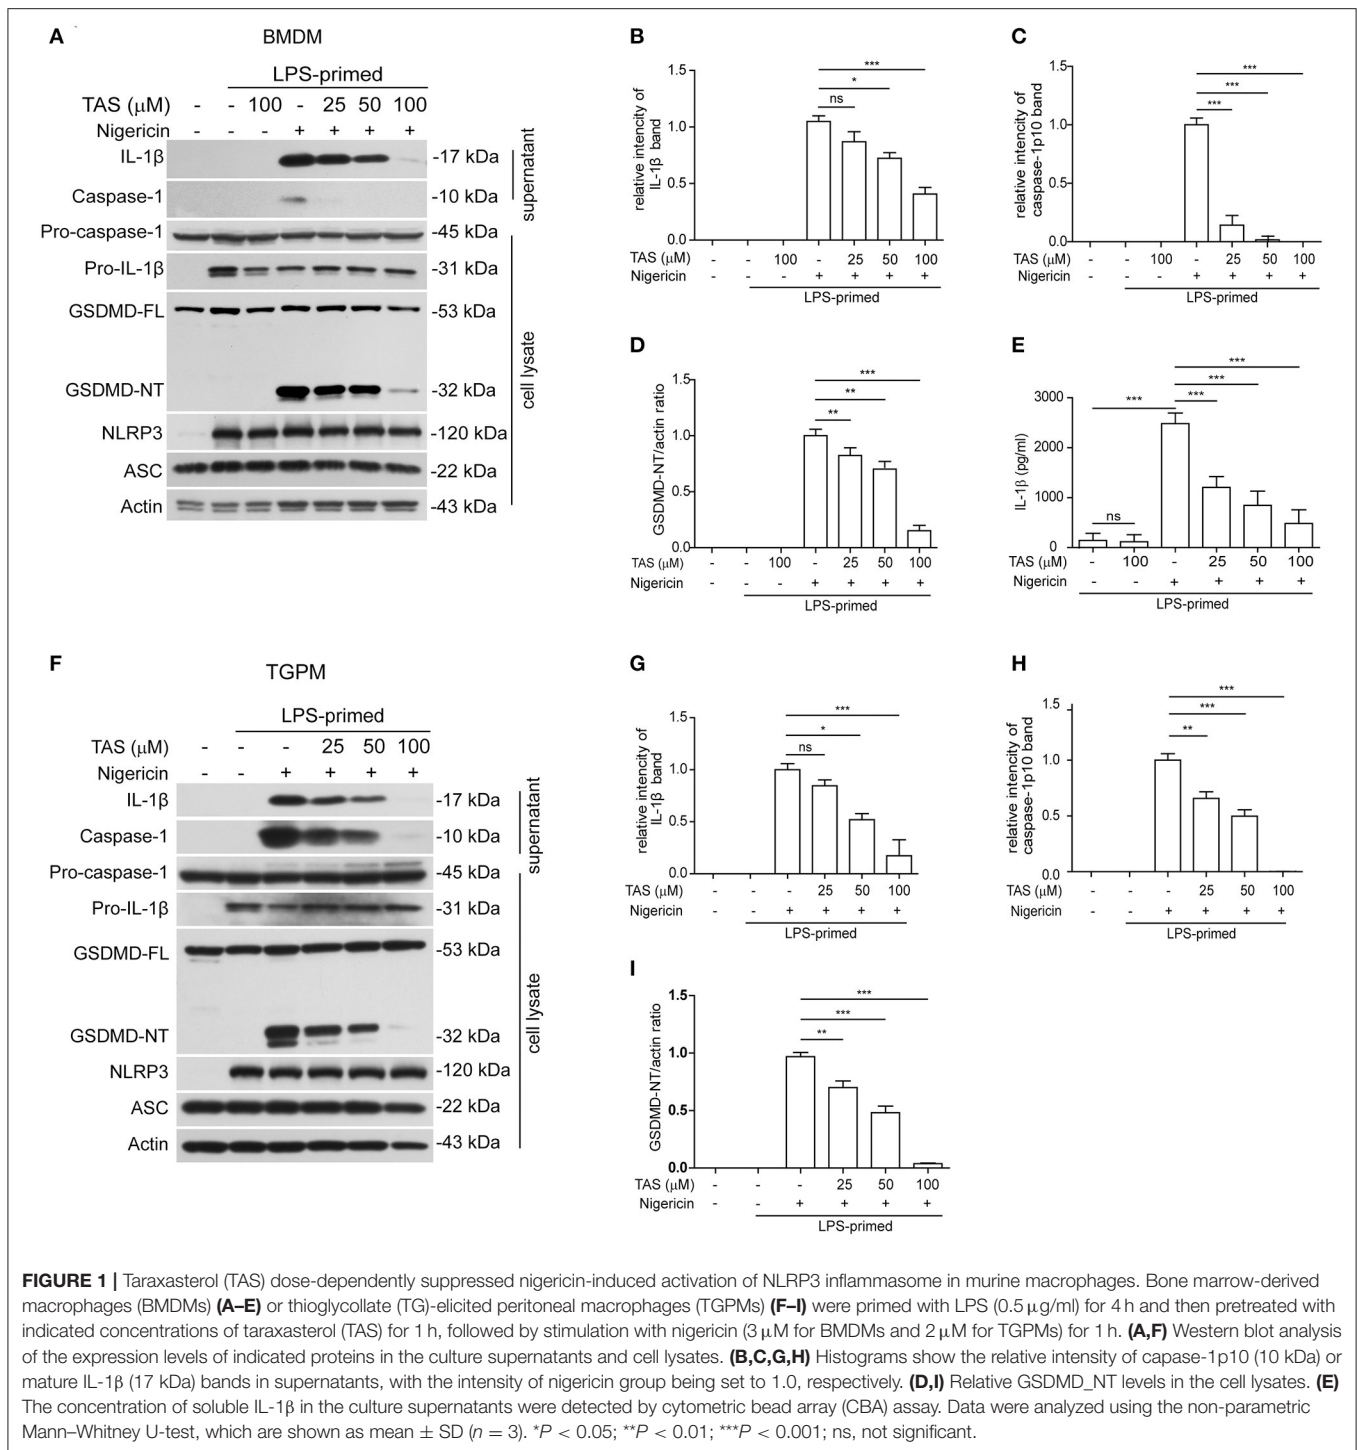 A
BMDM
LPS-primed
TAS (μM) - - 100 - 25 50 100
Nigericin - - - + + + +
IL-1β -17 kDa
Caspase-1 -10 kDa
supernatant
Pro-caspase-1 -45 kDa
Pro-IL-1β -31 kDa
GSDMD-FL -53 kDa
GSDMD-NT -32 kDa
NLRP3 -120 kDa
ASC -22 kDa
Actin -43 kDa
cell lysate
B
relative intencity of
IL-1β band
1.5
1.0
0.5
0.0
***
*
ns
TAS (μM) - - 100 - 25 50 100
Nigericin - - - + + + +
LPS-primed
C
relative intencity of
caspase-1p10 band
1.5
1.0
0.5
0.0
***
***
***
TAS (μM) - - 100 - 25 50 100
Nigericin - - - + + + +
LPS-primed
D
GSDMD-NT/actin ratio
1.5
1.0
0.5
0.0
***
**
**
TAS (μM) - - 100 - 25 50 100
Nigericin - - - + + + +
LPS-primed
E
IL-1β (pg/ml)
3000
2000
1000
0
***
***
*** ***
ns
TAS (μM) - 100 - 25 50 100
Nigericin - - + + + +
LPS-primed
F
TGPM
LPS-primed
TAS (μM) - - - 25 50 100
Nigericin - - + + + +
IL-1β -17 kDa
Caspase-1 -10 kDa
supernatant
Pro-caspase-1 -45 kDa
Pro-IL-1β -31 kDa
GSDMD-FL -53 kDa
GSDMD-NT -32 kDa
NLRP3 -120 kDa
ASC -22 kDa
Actin -43 kDa
cell lysate
G
relative intencity of
IL-1β band
1.5
1.0
0.5
0.0
***
*
ns
TAS (μM) - - - 25 50 100
Nigericin - - + + + +
LPS-primed
H
relative intencity of
caspase-1p10 band
1.5
1.0
0.5
0.0
***
***
**
TAS (μM) - - - 25 50 100
Nigericin - - + + + +
LPS-primed
I
GSDMD-NT/actin ratio
1.5
1.0
0.5
0.0
***
***
**
TAS (μM) - - - 25 50 100
Nigericin - - + + + +
LPS-primed
FIGURE 1 | Taraxasterol (TAS) dose-dependently suppressed nigericin-induced activation of NLRP3 inflammasome in murine macrophages. Bone marrow-derived
macrophages (BMDMs) (A–E) or thioglycollate (TG)-elicited peritoneal macrophages (TGPMs) (F–I) were primed with LPS (0.5 μg/ml) for 4 h and then pretreated with
indicated concentrations of taraxasterol (TAS) for 1 h, followed by stimulation with nigericin (3 μM for BMDMs and 2 μM for TGPMs) for 1 h. (A,F) Western blot analysis
of the expression levels of indicated proteins in the culture supernatants and cell lysates. (B,C,G,H) Histograms show the relative intensity of capase-1p10 (10 kDa) or
mature IL-1β (17 kDa) bands in supernatants, with the intensity of nigericin group being set to 1.0, respectively. (D,I) Relative GSDMD_NT levels in the cell lysates. (E)
The concentration of soluble IL-1β in the culture supernatants were detected by cytometric bead array (CBA) assay. Data were analyzed using the non-parametric
Mann–Whitney U-test, which are shown as mean ± SD (n = 3). *P < 0.05; **P < 0.01; ***P < 0.001; ns, not significant.